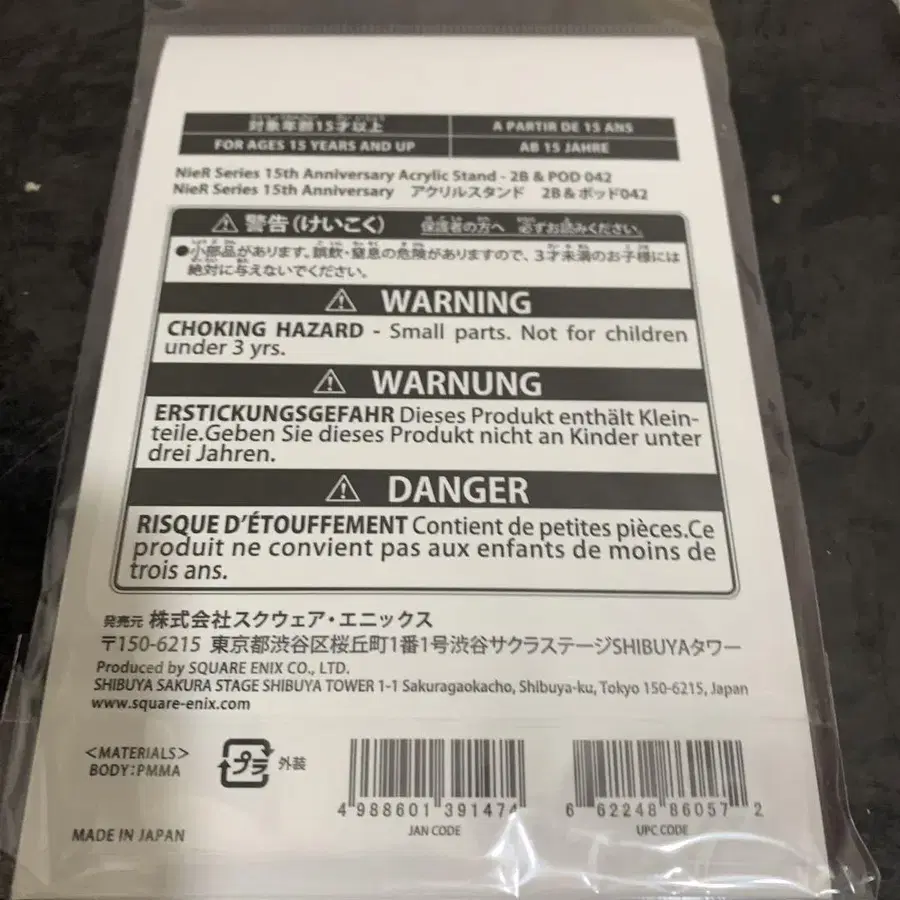 対象年齢15才以上
A PARTIR DE 15 ANS
FOR AGES 15 YEARS AND UP
AB 15 JAHRE
NieR Series 15th Anniversary Acrylic Stand - 2B & POD 042
NieR Series 15th Anniversary アクリルスタンド 2B&ポッド042
警告(けいこく) 保護者の方へ 必ずお読みください。
●小部品があります。誤飲・窒息の危険がありますので、3才未満のお子様には
絶対に与えないでください。
WARNING
CHOKING HAZARD - Small parts. Not for children
under 3 yrs.
WARNUNG
ERSTICKUNGSGEFAHR Dieses Produkt enthält Klein-
teile.Geben Sie dieses Produkt nicht an Kinder unter
drei Jahren.
DANGER
RISQUE D'ÉTOUFFEMENT Contient de petites pièces.Ce
produit ne convient pas aux enfants de moins de
trois ans.
発売元 株式会社スクウェア・エニックス
〒150-6215 東京都渋谷区桜丘町1番1号渋谷サクラステージSHIBUYAタワー
Produced by SQUARE ENIX CO., LTD.
SHIBUYA SAKURA STAGE SHIBUYA TOWER 1-1 Sakuragaokacho, Shibuya-ku, Tokyo 150-6215, Japan
www.square-enix.com
<MATERIALS>
BODY:PMMA
プラ 外装
4 988601 391474
JAN CODE
6 62248 86057 2
UPC CODE
MADE IN JAPAN